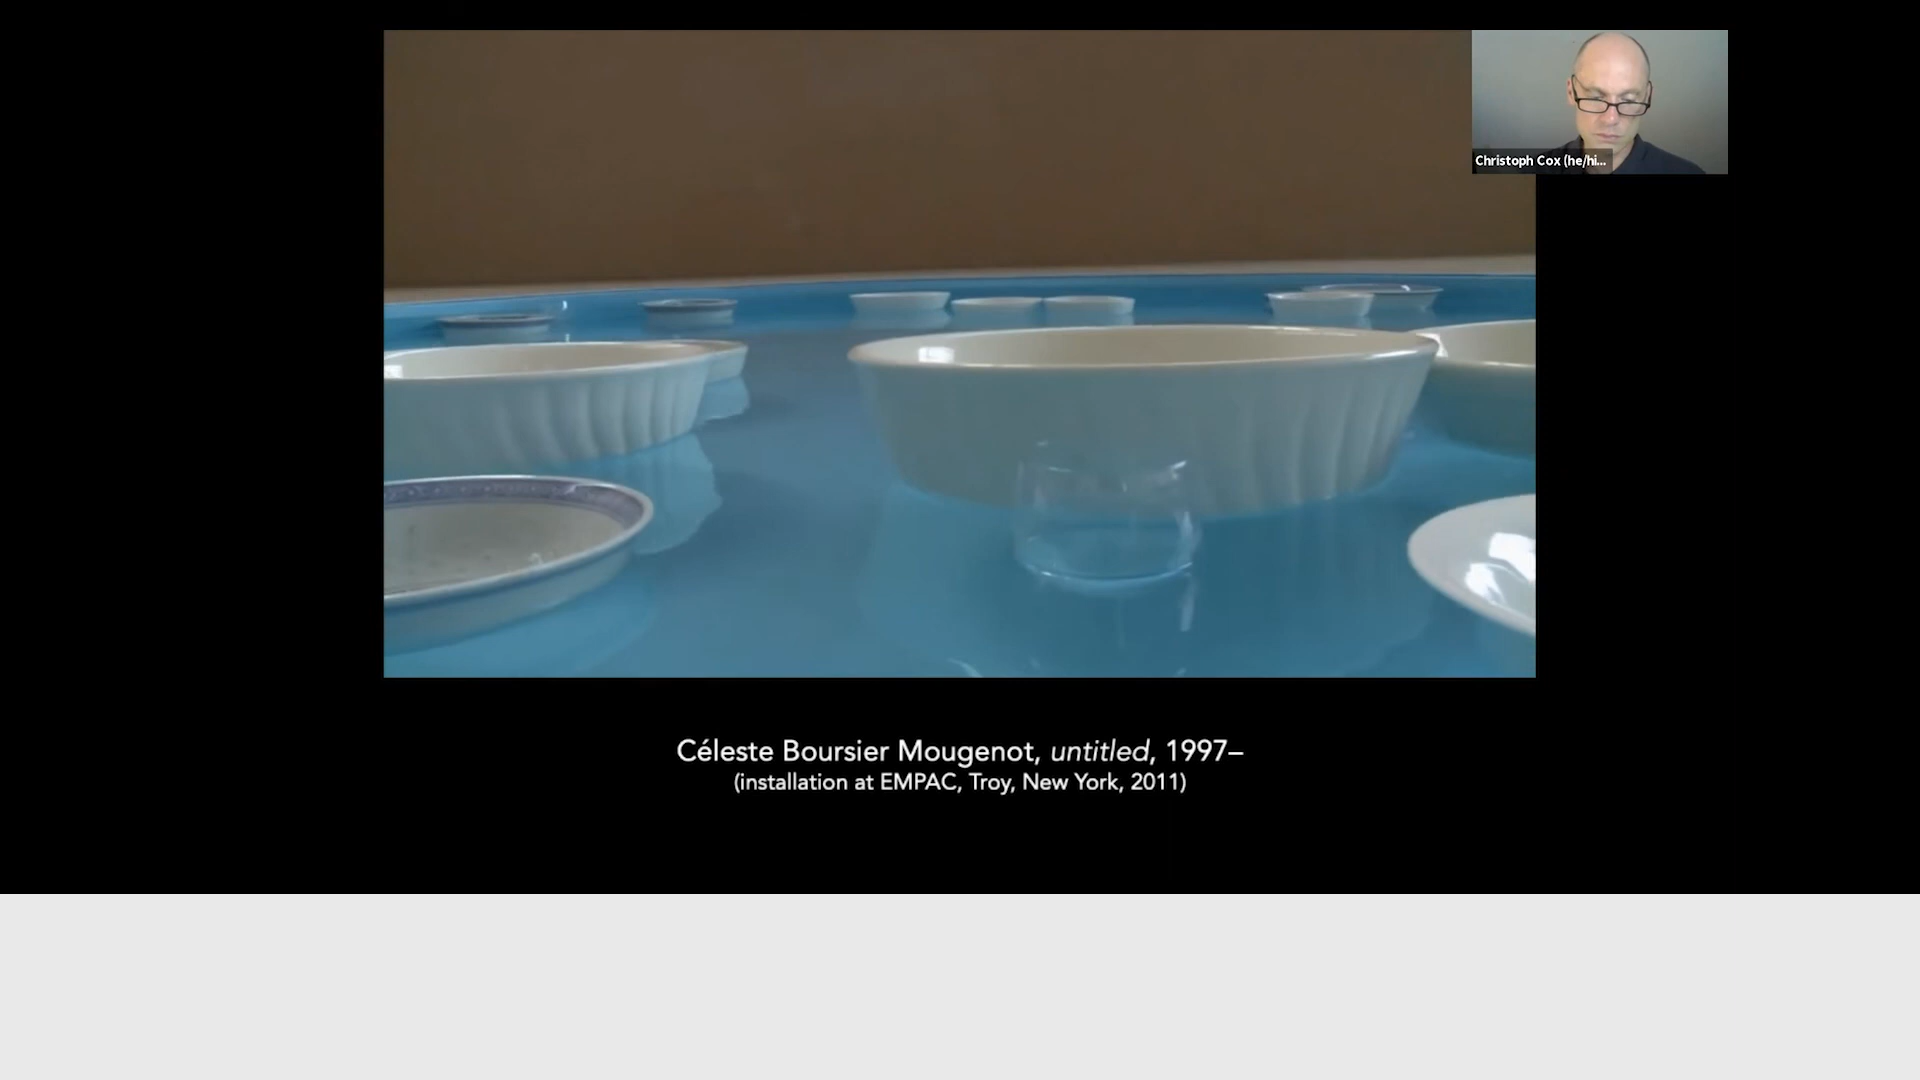 Christoph Cox (he/hi...
Céleste Boursier Mougenot, untitled, 1997–
(installation at EMPAC, Troy, New York, 2011)